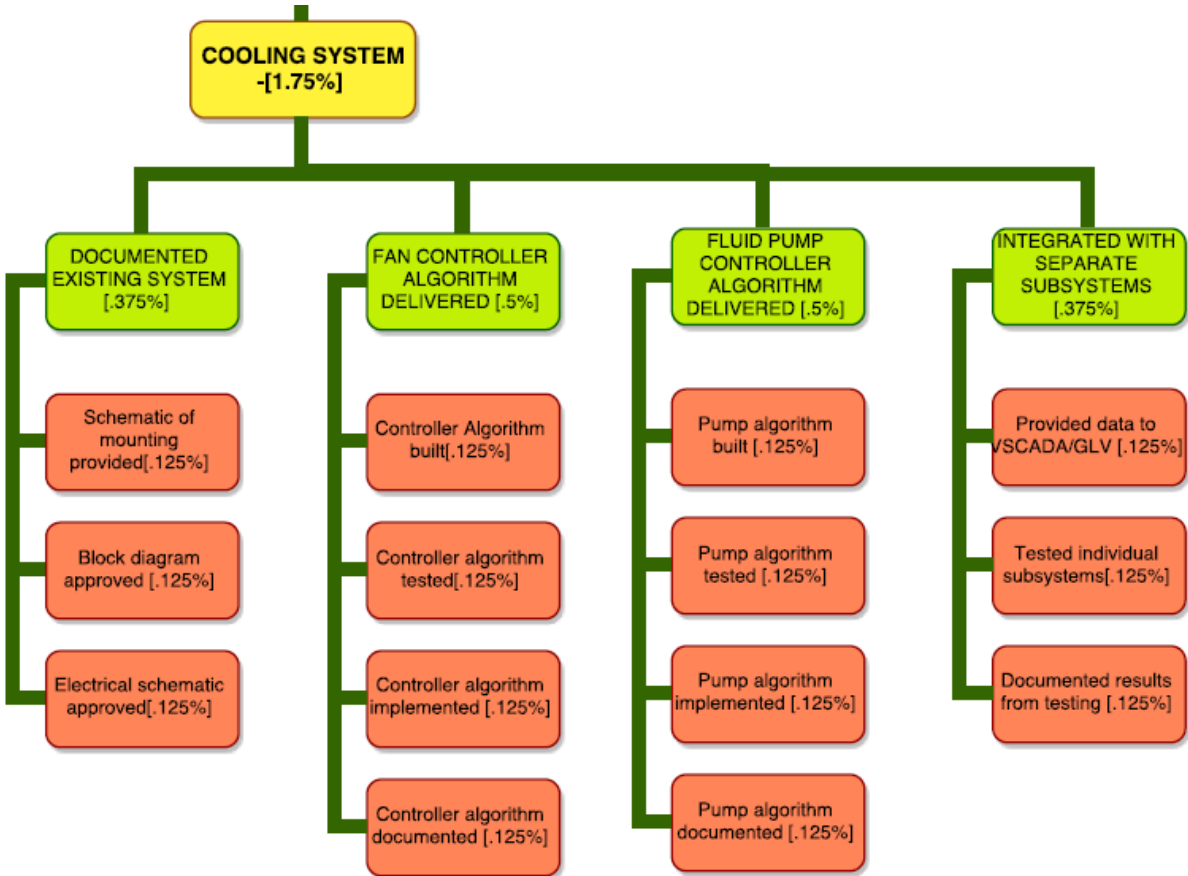 COOLING SYSTEM
-[1.75%]
DOCUMENTED
EXISTING SYSTEM
[.375%]
Schematic of
mounting
provided[.125%]
Block diagram
approved [.125%]
Electrical schematic
approved[.125%]
FAN CONTROLLER
ALGORITHM
DELIVERED [.5%]
Controller Algorithm
built[.125%]
Controller algorithm
tested[.125%]
Controller algorithm
implemented [.125%]
Controller algorithm
documented [.125%]
FLUID PUMP
CONTROLLER
ALGORITHM
DELIVERED [.5%]
Pump algorithm
built [.125%]
Pump algorithm
tested [.125%]
Pump algorithm
implemented [.125%]
Pump algorithm
documented [.125%]
INTEGRATED WITH
SEPARATE
SUBSYSTEMS
[.375%]
Provided data to
VSCADA/GLV [.125%]
Tested individual
subsystems[.125%]
Documented results
from testing [.125%]